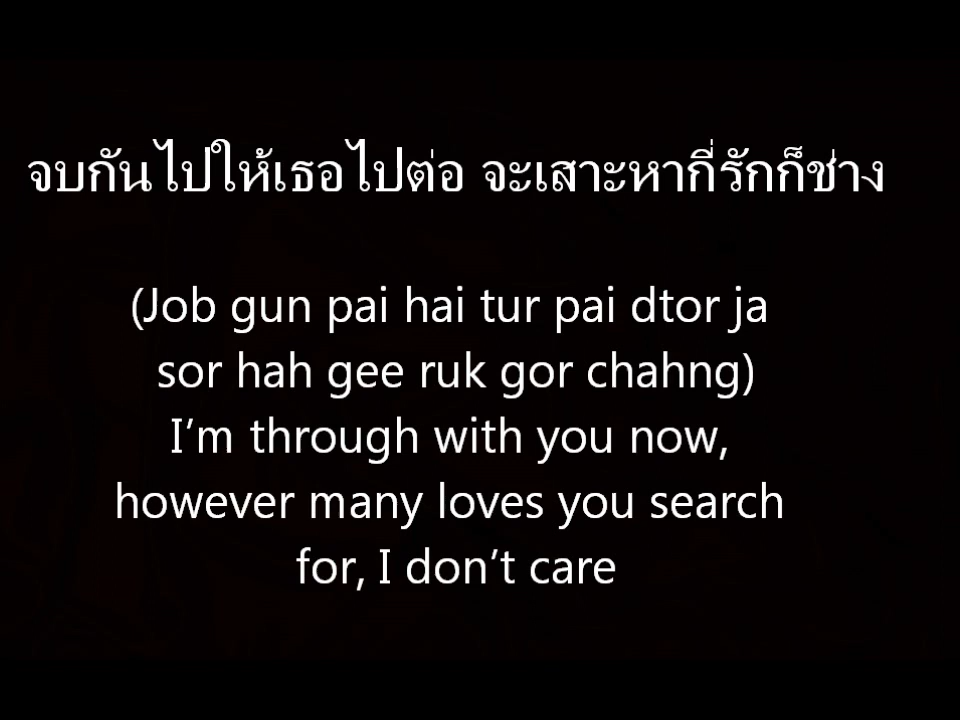 จบกันไปให้เธอไปต่อ จะเสาะหากี่รักก็ช่าง
(Job gun pai hai tur pai dtor ja
sor hah gee ruk gor chahng)
I’m through with you now,
however many loves you search
for, I don’t care